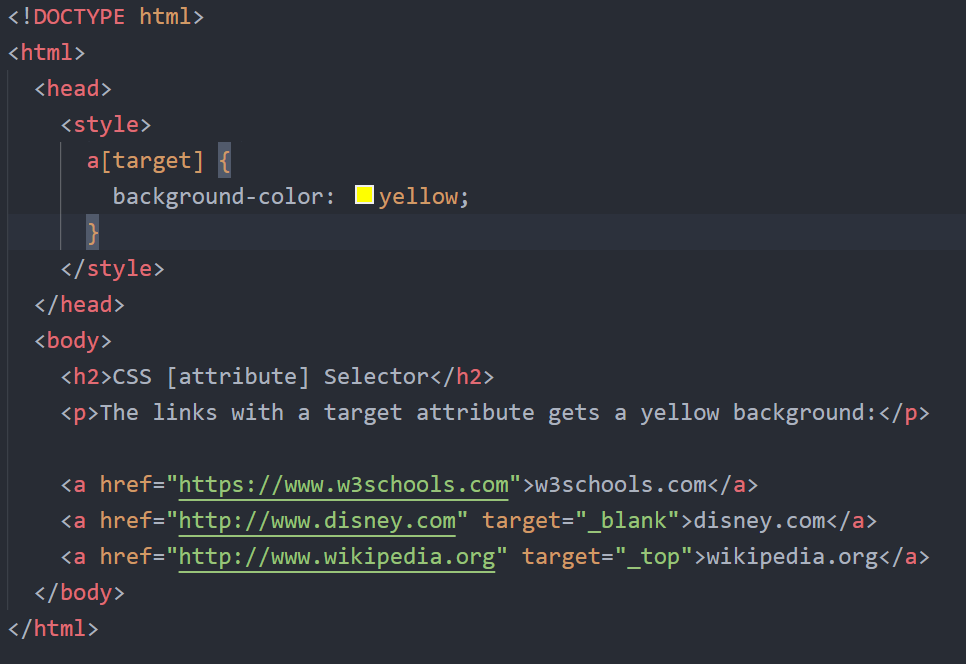 <!DOCTYPE html>
<html>
  <head>
    <style>
      a[target] {
        background-color: yellow;
      }
    </style>
  </head>
  <body>
    <h2>CSS [attribute] Selector</h2>
    <p>The links with a target attribute gets a yellow background:</p>

    <a href="https://www.w3schools.com">w3schools.com</a>
    <a href="http://www.disney.com" target="_blank">disney.com</a>
    <a href="http://www.wikipedia.org" target="_top">wikipedia.org</a>
  </body>
</html>